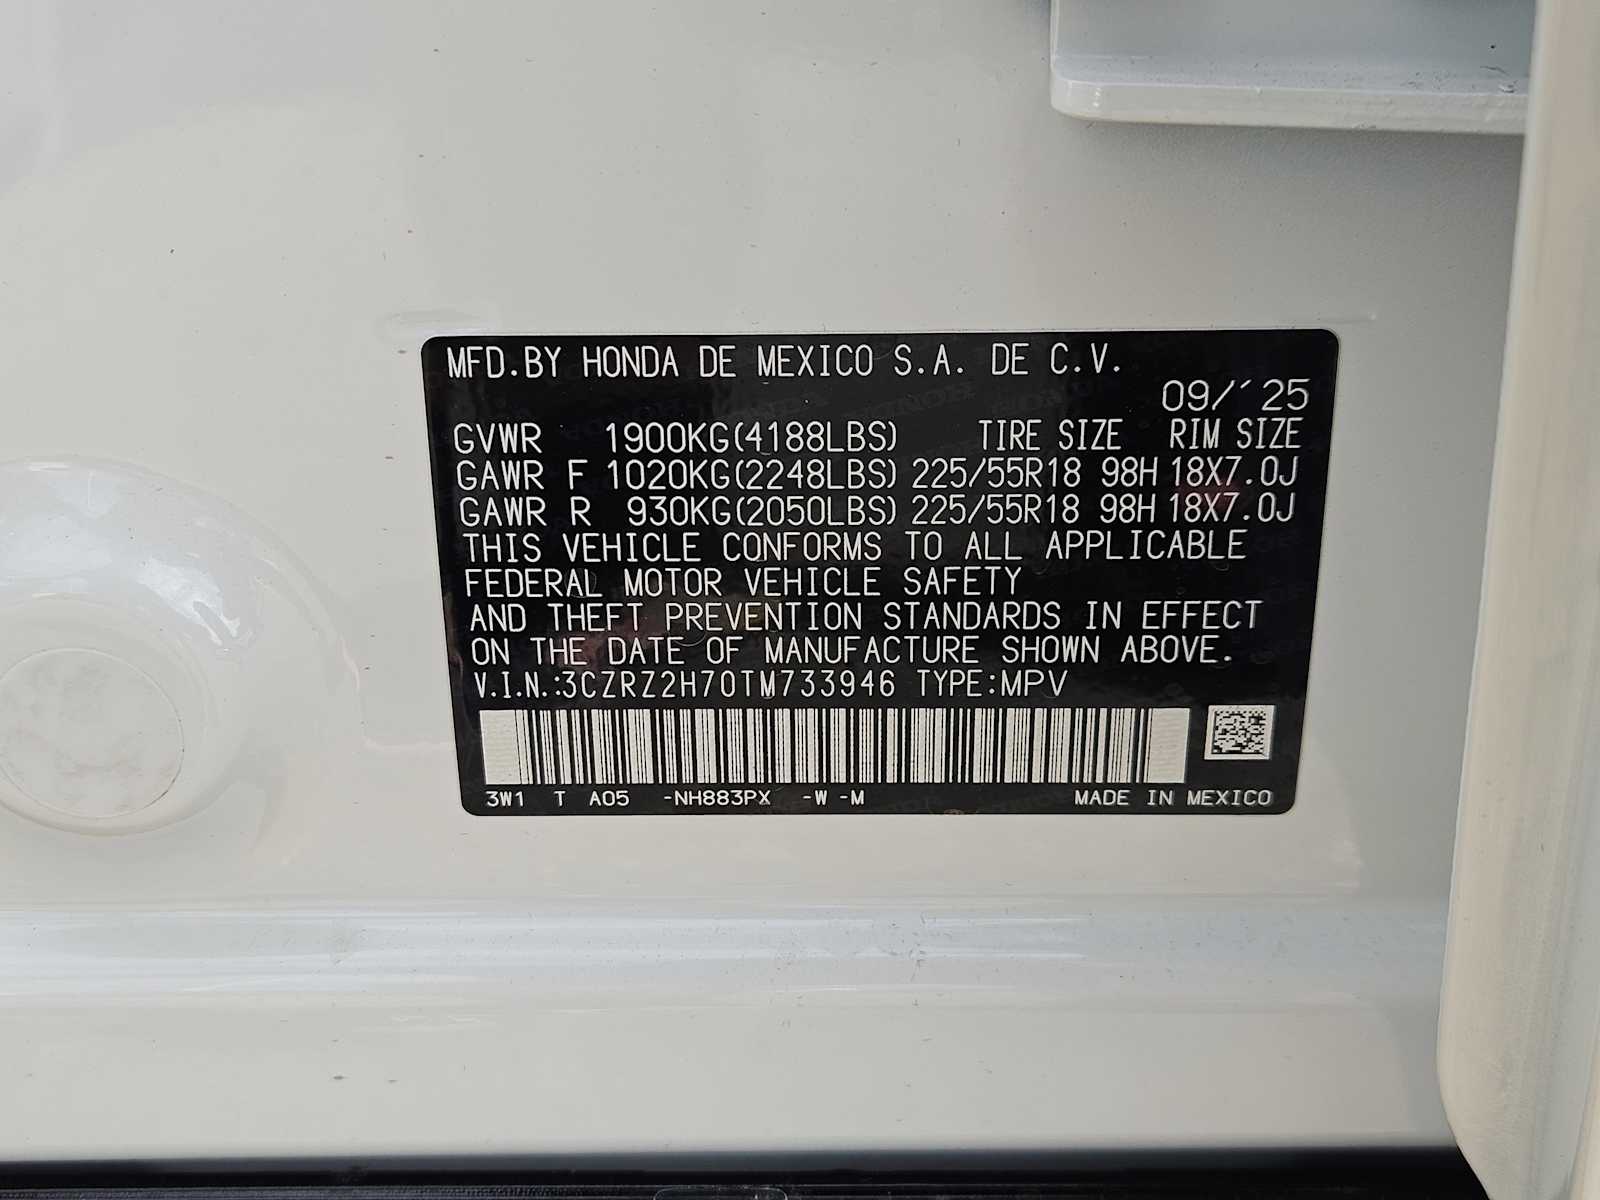 MFD.BY HONDA DE MEXICO S.A. DE C.V.
09/'25
GVWR 1900KG(4188LBS) TIRE SIZE RIM SIZE
GAWR F 1020KG(2248LBS) 225/55R18 98H 18X7.0J
GAWR R 930KG(2050LBS) 225/55R18 98H 18X7.0J
THIS VEHICLE CONFORMS TO ALL APPLICABLE
FEDERAL MOTOR VEHICLE SAFETY
AND THEFT PREVENTION STANDARDS IN EFFECT
ON THE DATE OF MANUFACTURE SHOWN ABOVE.
V.I.N.:3CZRZ2H70TM733946 TYPE:MPV
3W1 T A05 -NH883PX -W -M MADE IN MEXICO